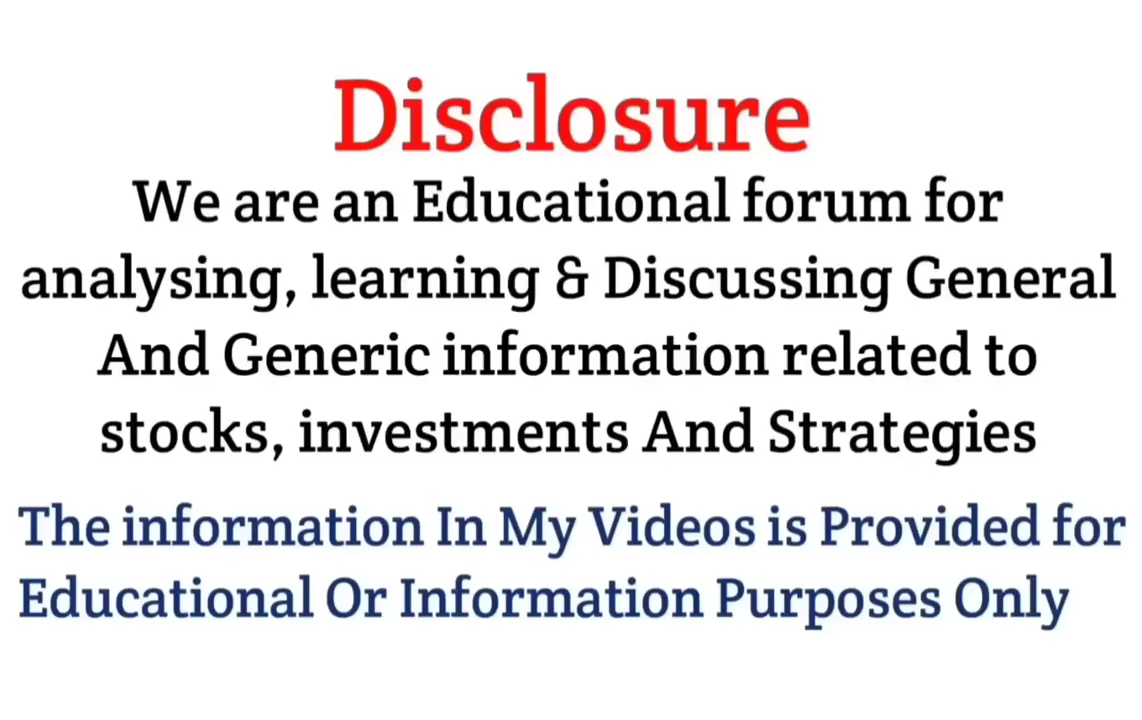 Disclosure
We are an Educational forum for
analysing, learning & Discussing General
And Generic information related to
stocks, investments And Strategies
The information In My Videos is Provided for
Educational Or Information Purposes Only